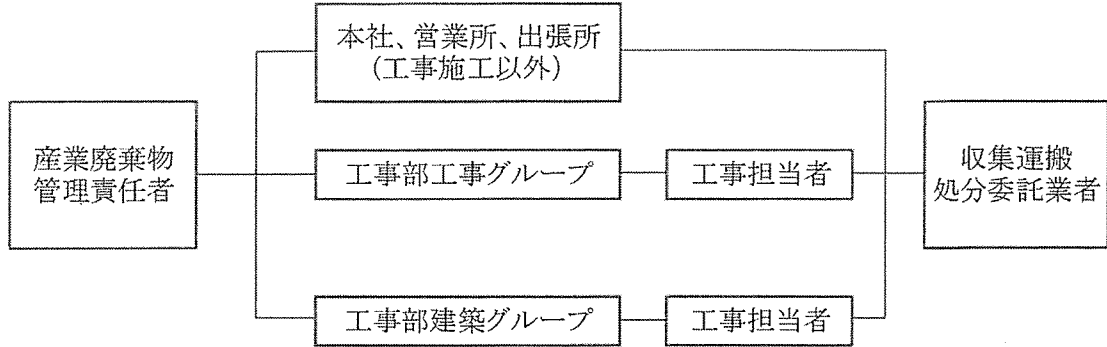 本社、営業所、出張所
(工事施工以外)
産業廃棄物
管理責任者
工事部工事グループ
工事担当者
収集運搬
処分委託業者
工事部建築グループ
工事担当者